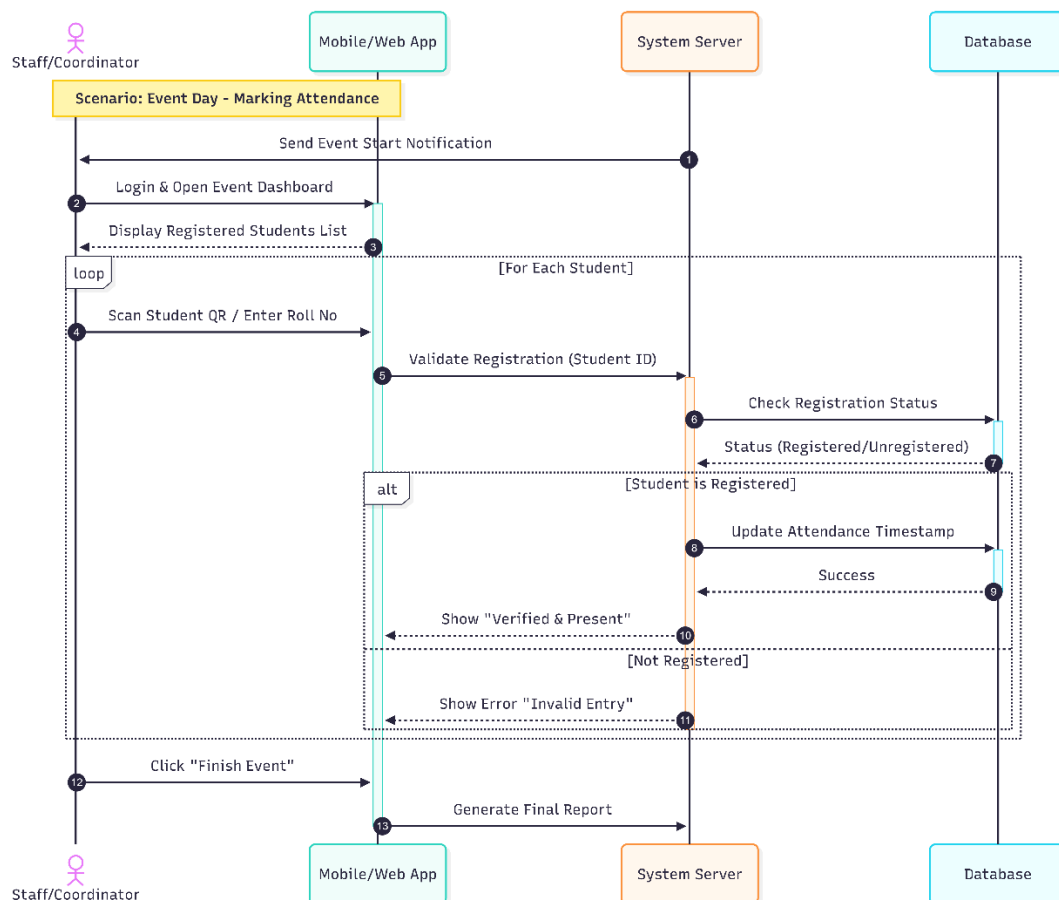 Staff/Coordinator
Mobile/Web App
System Server
Database
Scenario: Event Day - Marking Attendance
Send Event Start Notification
1
Login & Open Event Dashboard
2
Display Registered Students List
3
loop
[For Each Student]
Scan Student QR / Enter Roll No
4
Validate Registration (Student ID)
5
Check Registration Status
6
Status (Registered/Unregistered)
7
alt
[Student is Registered]
Update Attendance Timestamp
8
Success
9
Show "Verified & Present"
10
[Not Registered]
Show Error "Invalid Entry"
11
Click "Finish Event"
12
Generate Final Report
13
Staff/Coordinator
Mobile/Web App
System Server
Database